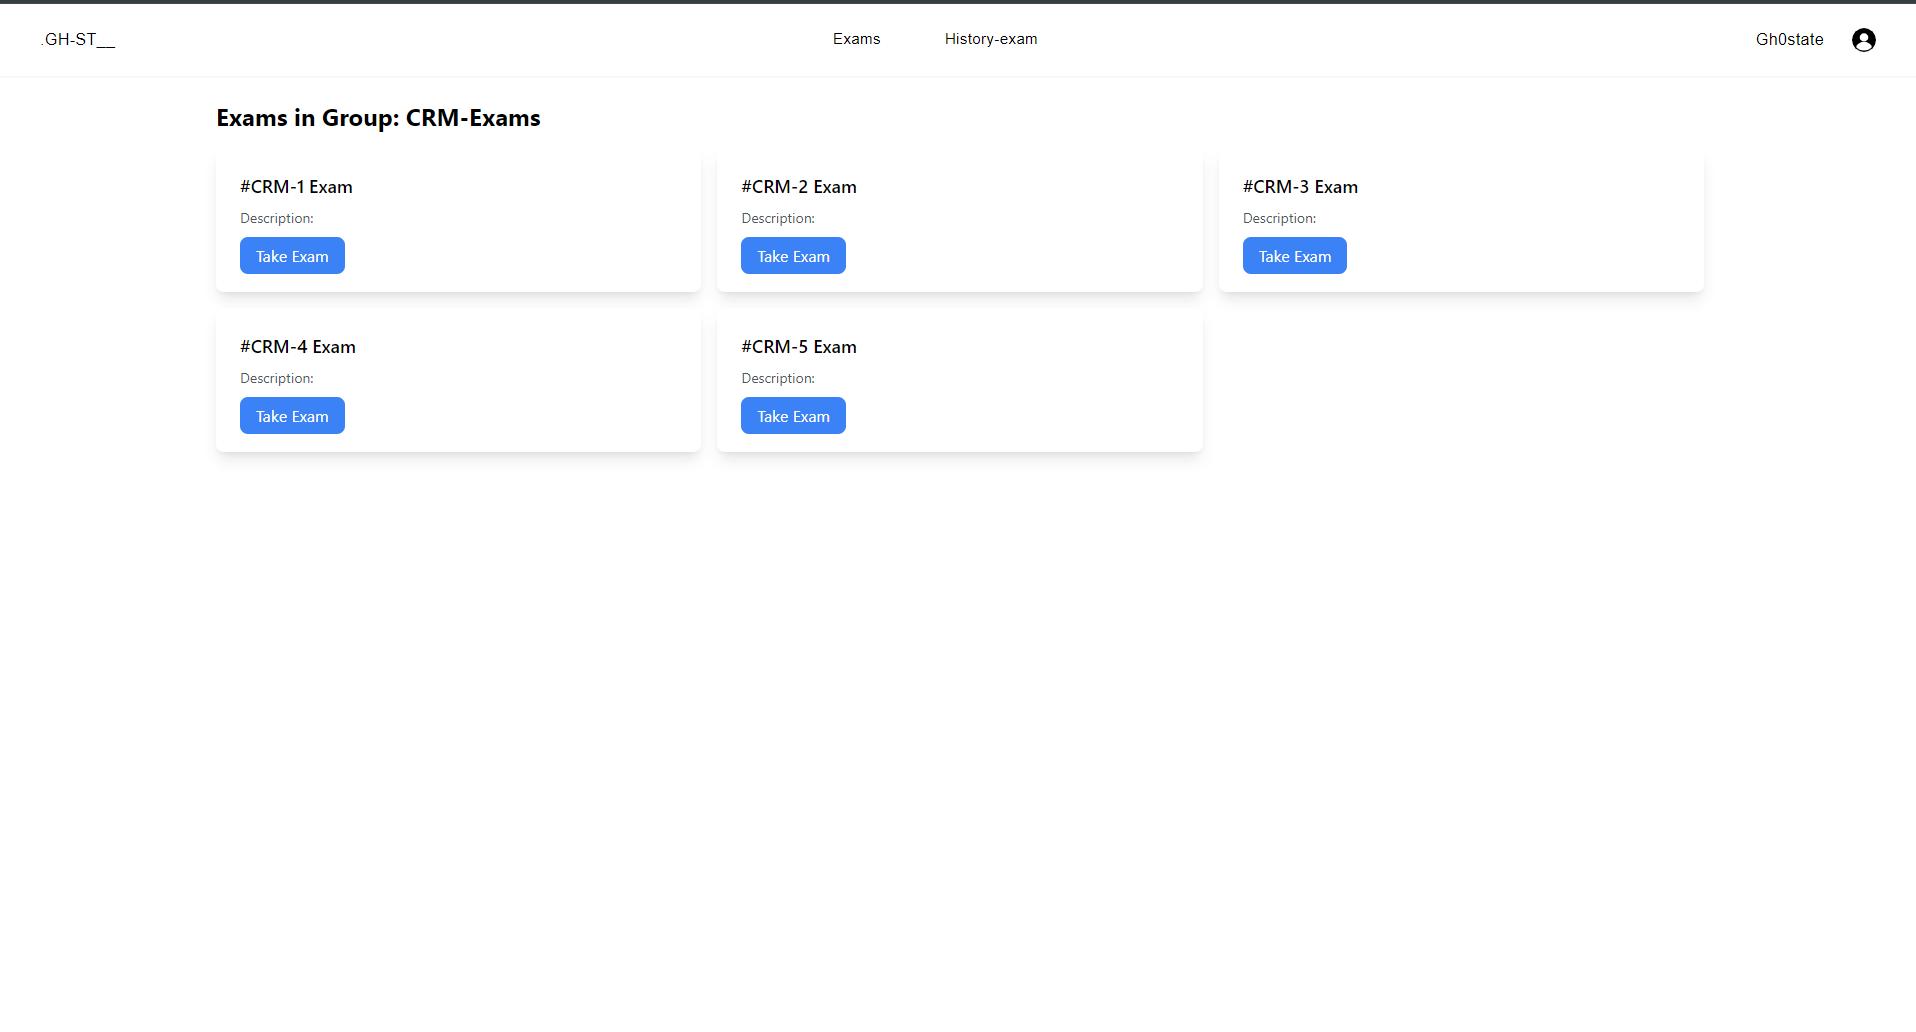 .GH-ST__
Exams
History-exam
Gh0state
Exams in Group: CRM-Exams
#CRM-1 Exam
Description:
Take Exam
#CRM-2 Exam
Description:
Take Exam
#CRM-3 Exam
Description:
Take Exam
#CRM-4 Exam
Description:
Take Exam
#CRM-5 Exam
Description:
Take Exam